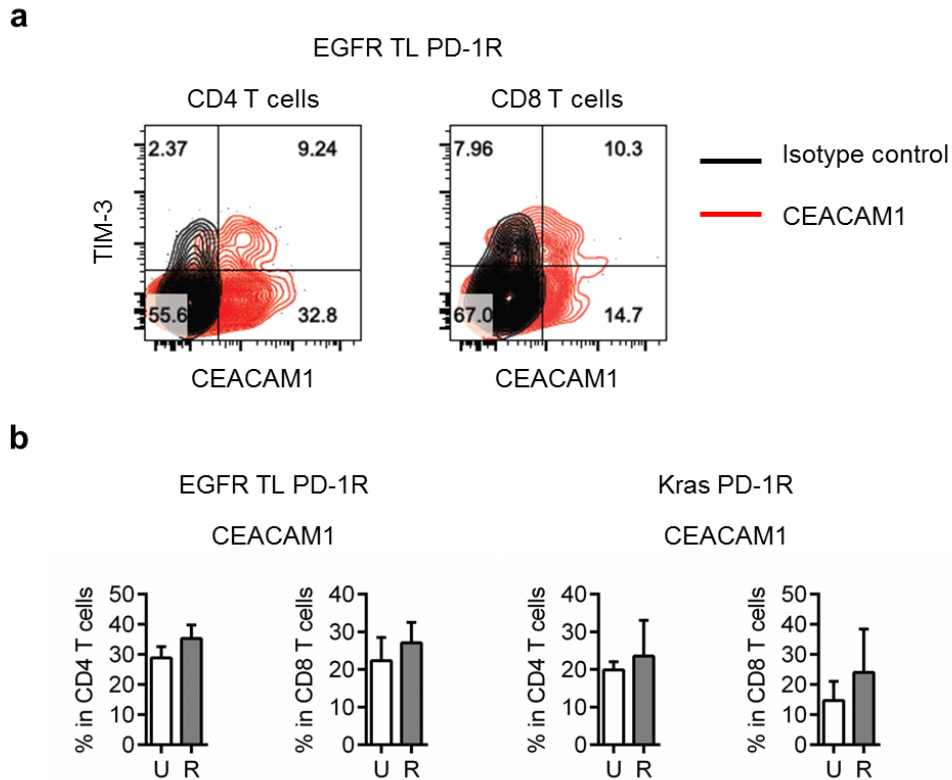 a
EGFR TL PD-1R
CD4 T cells
CD8 T cells
2.37
9.24
55.6
32.8
7.96
10.3
67.0
14.7
Isotype control
CEACAM1
TIM-3
CEACAM1
CEACAM1
b
EGFR TL PD-1R
Kras PD-1R
CEACAM1
CEACAM1
% in CD4 T cells
50
40
30
20
10
0
U R
% in CD8 T cells
40
30
20
10
0
U R
% in CD4 T cells
40
30
20
10
0
U R
% in CD8 T cells
50
40
30
20
10
0
U R